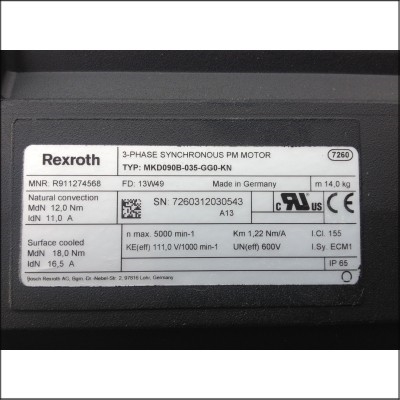 Rexroth
3-PHASE SYNCHRONOUS PM MOTOR
7260
TYP: MKD090B-035-GG0-KN
MNR: R911274568
FD: 13W49
Made in Germany
m 14,0 kg
Natural convection
MdN 12,0 Nm
IdN 11,0 A
SN: 7260312030543
A13
c RU US
Surface cooled
MdN 18,0 Nm
IdN 16,5 A
n max. 5000 min-1
Km 1,22 Nm/A
I.Cl. 155
KE(eff) 111,0 V/1000 min-1
UN(eff) 600V
I.Sy. ECM1
IP 65
Bosch Rexroth AG, Bgm.-Dr.-Nebel-Str. 2, 97816 Lohr, Germany